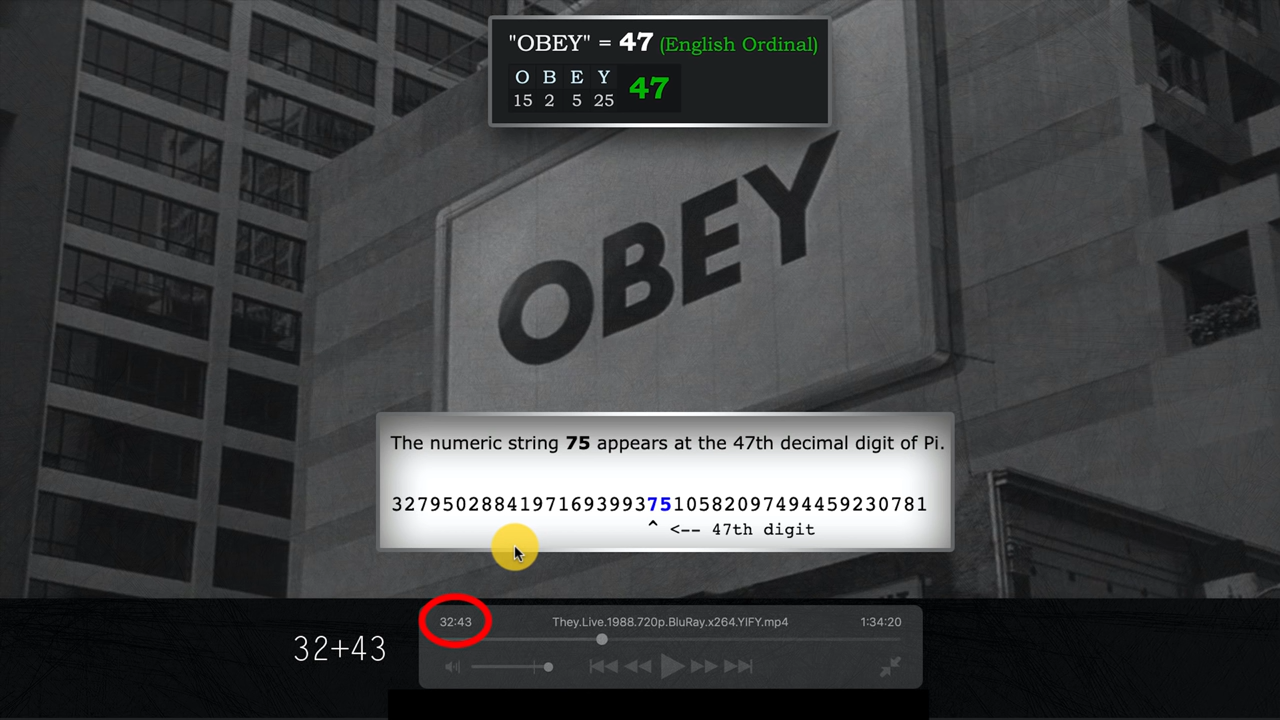 "OBEY" = 47 (English Ordinal)
O B E Y 47
15 2 5 25
OBEY
The numeric string 75 appears at the 47th decimal digit of Pi.
3279502884197169399375105820974944592307​81
^ <-- 47th digit
32:43 They.Live.1988.720p.BluRay.x264.YIFY.mp4 1:34:20
32+43